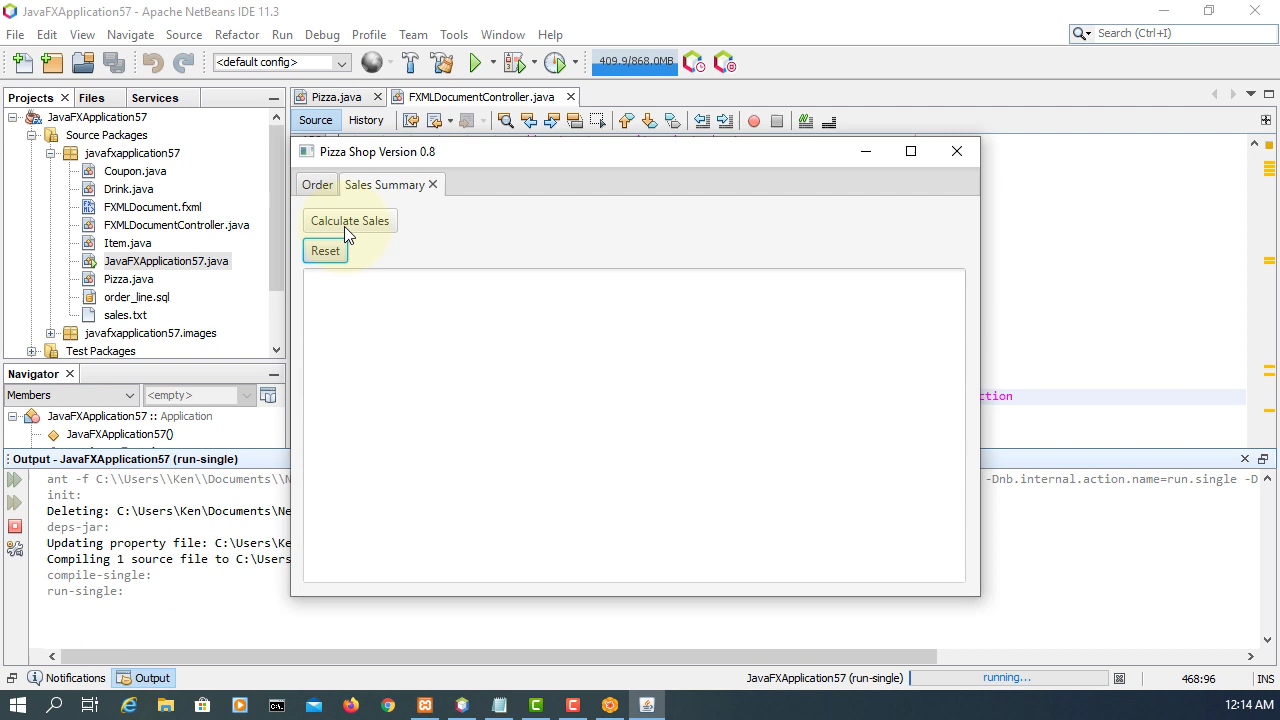 JavaFXApplication57 - Apache NetBeans IDE 11.3
File Edit View Navigate Source Refactor Run Debug Profile Team Tools Window Help
Search (Ctrl+I)
<default config>
409.9/868.0MB
Projects
Files
Services
Pizza.java
FXMLDocumentController.java
Source
History
JavaFXApplication57
Source Packages
javafxapplication57
Coupon.java
Drink.java
FXMLDocument.fxml
FXMLDocumentController.java
Item.java
JavaFXApplication57.java
Pizza.java
order_line.sql
sales.txt
javafxapplication57.images
Test Packages
Pizza Shop Version 0.8
Order
Sales Summary
Calculate Sales
Reset
ction
Navigator
Members
<empty>
JavaFXApplication57 :: Application
JavaFXApplication57()
Output - JavaFXApplication57 (run-single)
ant -f C:\\Users\\Ken\\Documents\\N -Dnb.internal.action.name=run.single -D
init:
Deleting: C:\Users\Ken\Documents\Ne
deps-jar:
Updating property file: C:\Users\Ke
Compiling 1 source file to C:\Users
compile-single:
run-single:
Notifications
Output
JavaFXApplication57 (run-single)
running...
468:96
INS
12:14 AM